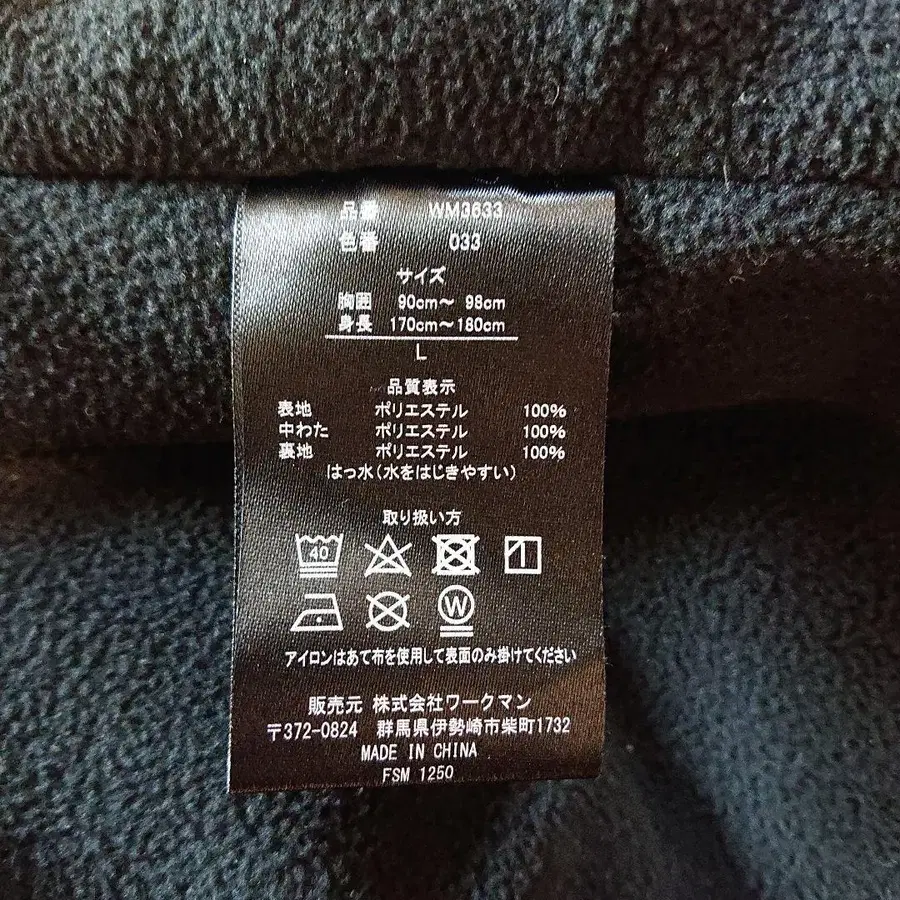 品番 WM3633
色番 033
サイズ
胸囲 90cm～ 98cm
身長 170cm～180cm
L
品質表示
表地 ポリエステル 100%
中わた ポリエステル 100%
裏地 ポリエステル 100%
はっ水(水をはじきやすい)
取り扱い方
40
W
アイロンはあて布を使用して表面のみ掛けてください
販売元 株式会社ワークマン
〒372-0824 群馬県伊勢崎市柴町1732
MADE IN CHINA
FSM 1250